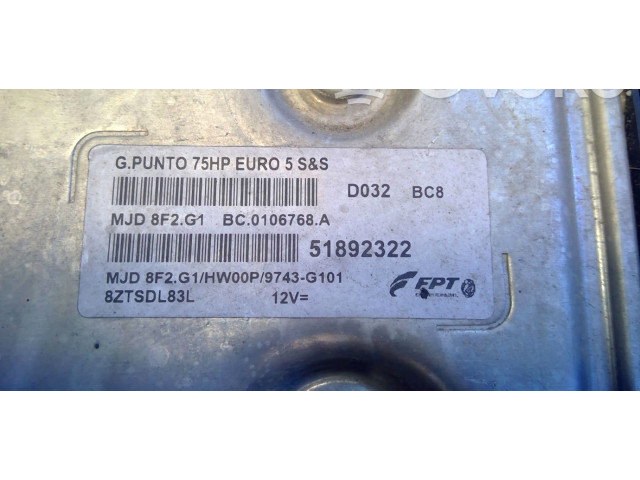 G.PUNTO 75HP EURO 5 S&S
D032 BC8
MJD 8F2.G1 BC.0106768.A
51892322
MJD 8F2.G1/HW00P/9743-G101
FPT
8ZTSDL83L 12V=